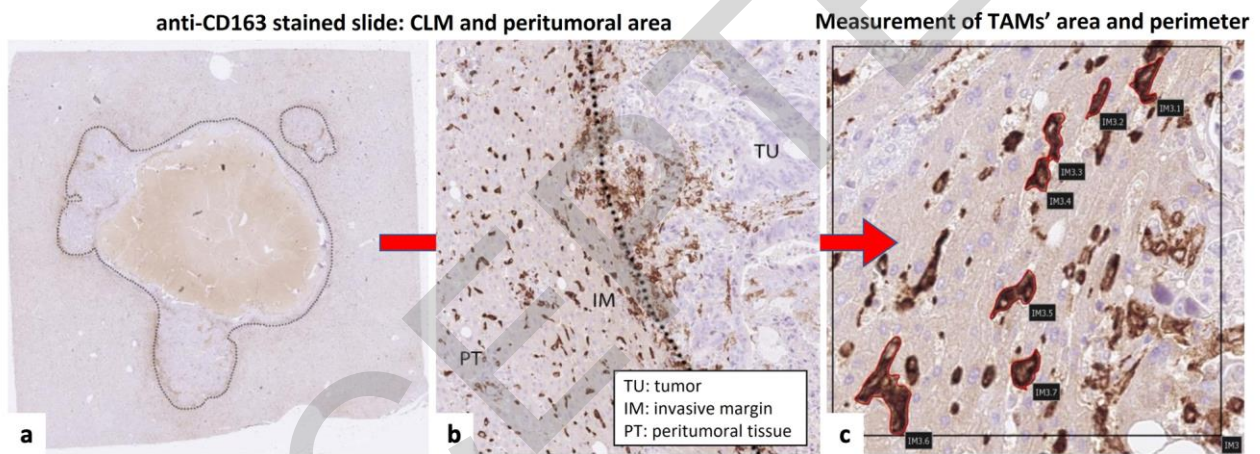 anti-CD163 stained slide: CLM and peritumoral area
Measurement of TAMs' area and perimeter
a
TU
IM
PT
TU: tumor
IM: invasive margin
PT: peritumoral tissue
b
IM3.1
IM3.2
IM3.3
IM3.4
IM3.5
IM3.7
IM3.6
IM3
c